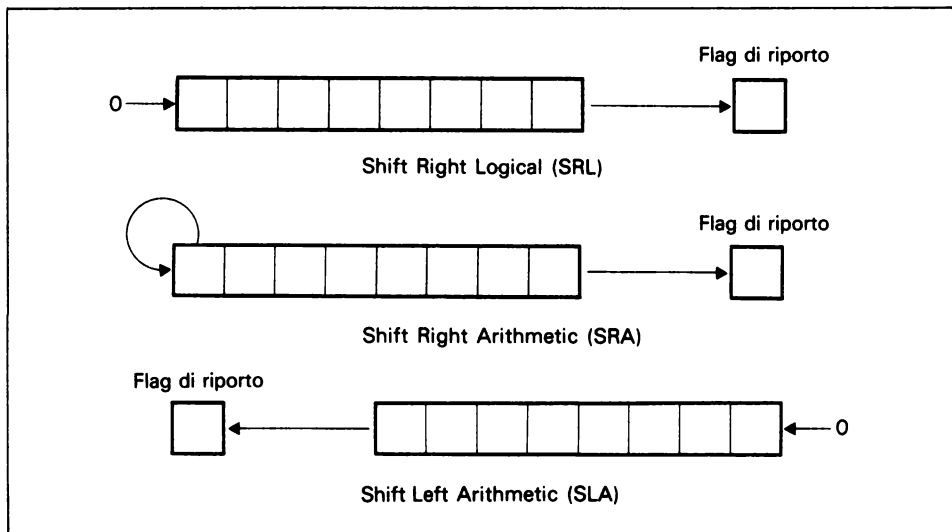 Flag di riporto
0
Shift Right Logical (SRL)
Flag di riporto
Shift Right Arithmetic (SRA)
Flag di riporto
0
Shift Left Arithmetic (SLA)